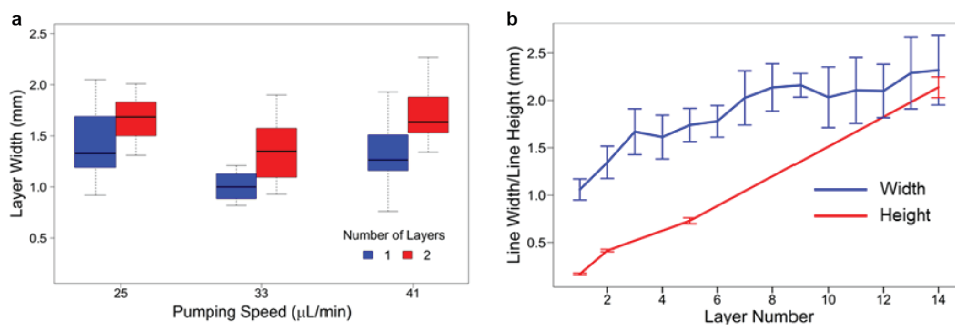 a
Layer Width (mm)
2.5
2.0
1.5
1.0
0.5
Number of Layers
1 2
25 33 41
Pumping Speed (μL/min)
b
Line Width/Line Height (mm)
2.5
2.0
1.5
1.0
0.5
Width
Height
2 4 6 8 10 12 14
Layer Number